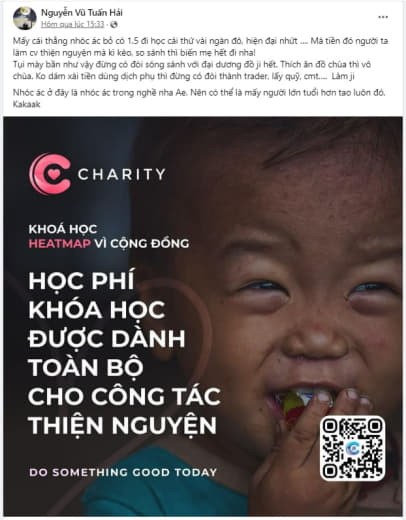 Nguyễn Vũ Tuấn Hải
Hôm qua lúc 15:33 ·
Mấy cái thằng nhóc ác bỏ có 1.5 đi học cái thứ vài ngàn đô, hiện đại nhứt .... Mà tiền đó người ta
làm cv thiện nguyện mà kì kèo, so sánh thì biến mẹ hết đi nha!
Tụi mày bần như vậy đừng có đòi sóng sánh với đại dương đồ ji hết. Thích ăn đồ chùa thì vô
chùa. Ko dám xài tiền dùng dịch phụ thì đừng có đòi thành trader, lấy quỹ, cmt.... Làm ji
Nhóc ác ở đây là nhóc ác trong nghề nha Ae. Nên có thể là mấy người lớn tuổi hơn tao luôn đó.
Kakaak
CHARITY
KHOÁ HỌC
HEATMAP VÌ CỘNG ĐỒNG
HỌC PHÍ
KHÓA HỌC
ĐƯỢC DÀNH
TOÀN BỘ
CHO CÔNG TÁC
THIỆN NGUYỆN
DO SOMETHING GOOD TODAY